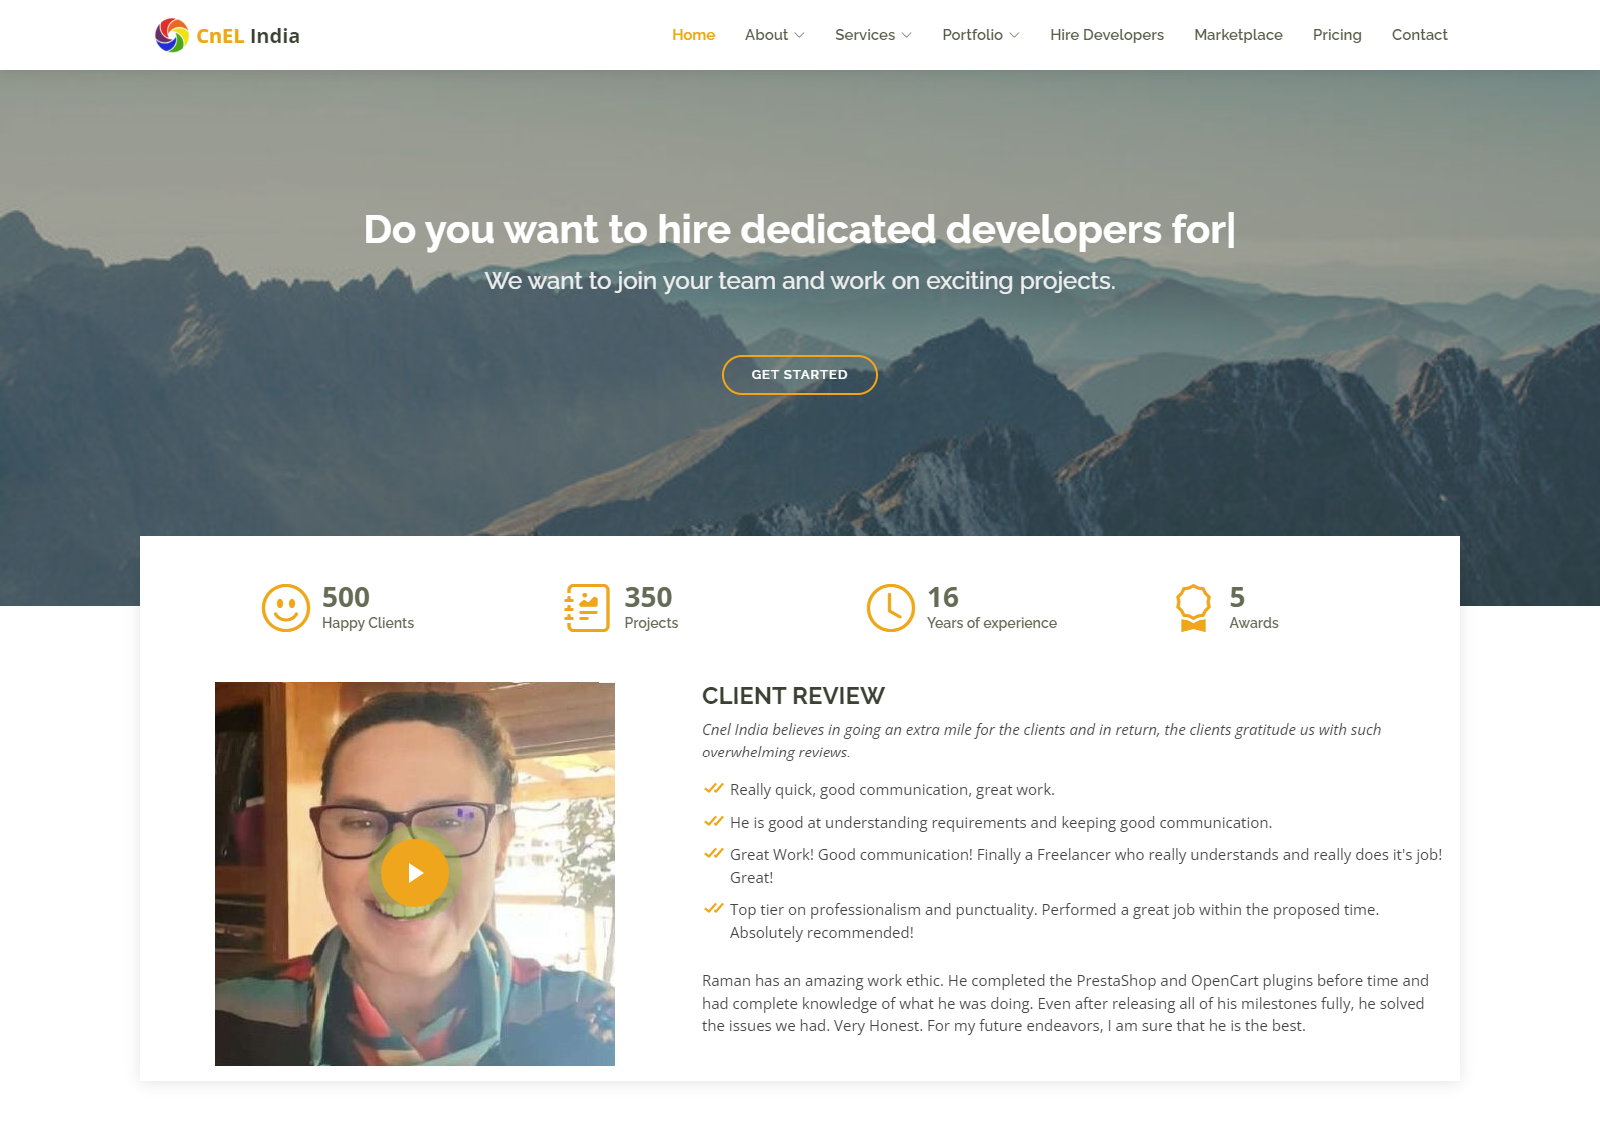 CnEL India
Home About Services Portfolio Hire Developers Marketplace Pricing Contact
Do you want to hire dedicated developers for|
We want to join your team and work on exciting projects.
GET STARTED
500
Happy Clients
350
Projects
16
Years of experience
5
Awards
CLIENT REVIEW
Cnel India believes in going an extra mile for the clients and in return, the clients gratitude us with such
overwhelming reviews.
Really quick, good communication, great work.
He is good at understanding requirements and keeping good communication.
Great Work! Good communication! Finally a Freelancer who really understands and really does it's job!
Great!
Top tier on professionalism and punctuality. Performed a great job within the proposed time.
Absolutely recommended!
Raman has an amazing work ethic. He completed the PrestaShop and OpenCart plugins before time and
had complete knowledge of what he was doing. Even after releasing all of his milestones fully, he solved
the issues we had. Very Honest. For my future endeavors, I am sure that he is the best.